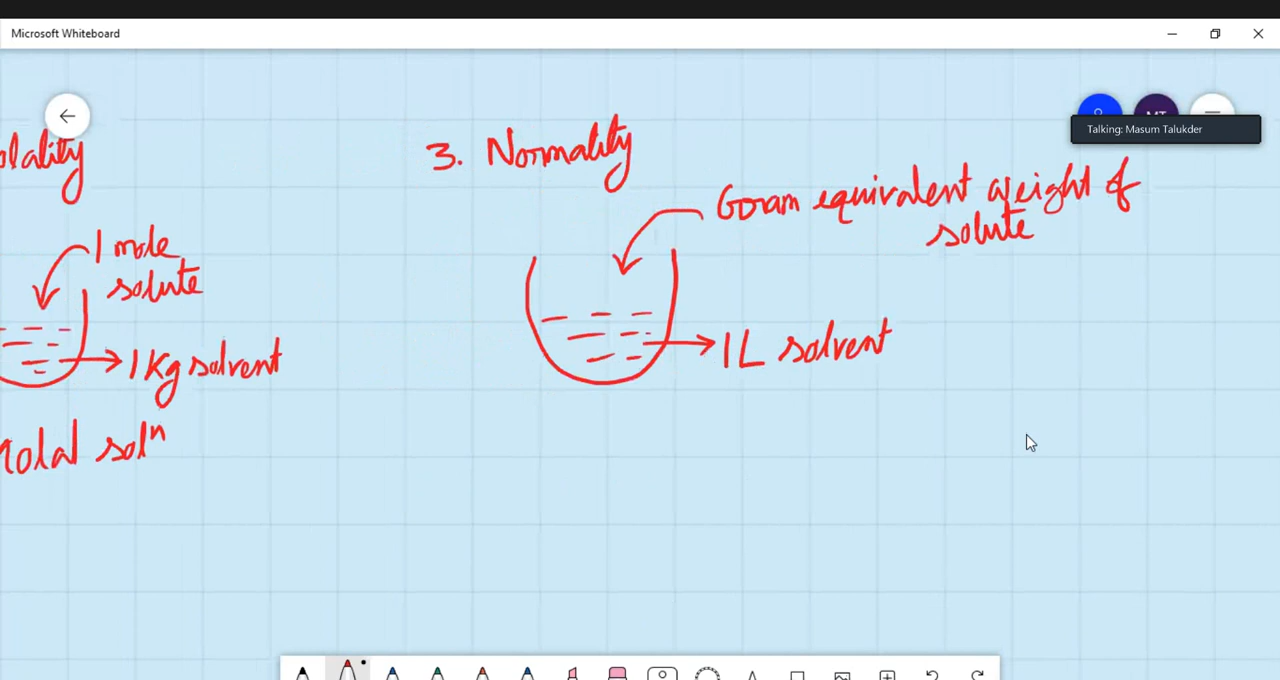 Microsoft Whiteboard
MT
Talking: Masum Talukder
olality
1 mole
solute
1 Kg solvent
molal solⁿ
3. Normality
Gram equivalent weight of
solute
1L solvent